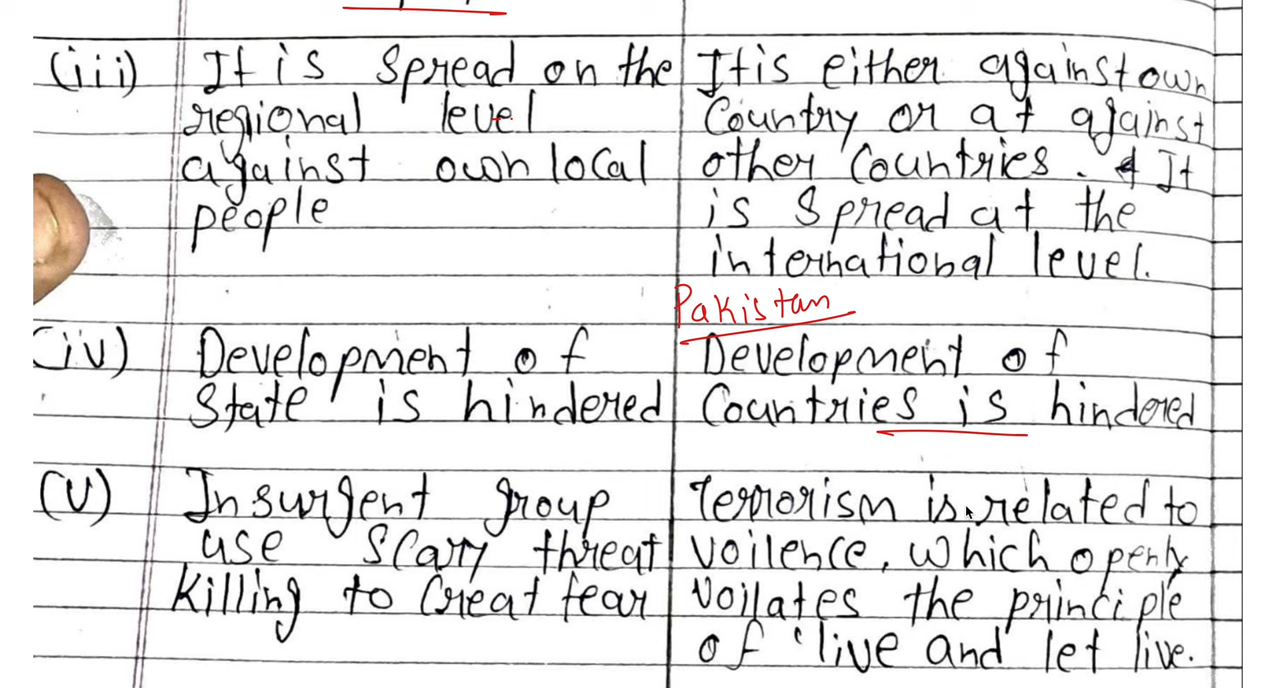 (iii) It is spread on the
regional level
against own local
people
It is either against own
Country or at against
other Countries. & It
is spread at the
international level.
Pakistan
(iv) Development of
State is hindered
Development of
Countries is hindered
(v) Insurgent group
use Scary threat
killing to Creat fear
Terrorism is related to
voilence, which openly
voilates the principle
of 'live and let live.